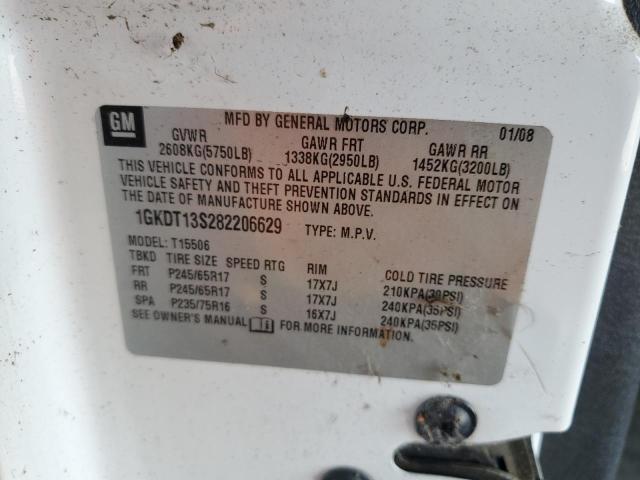 GM
MFD BY GENERAL MOTORS CORP. 01/08
GVWR GAWR FRT GAWR RR
2608KG(5750LB) 1338KG(2950LB) 1452KG(3200LB)
THIS VEHICLE CONFORMS TO ALL APPLICABLE U.S. FEDERAL MOTOR
VEHICLE SAFETY AND THEFT PREVENTION STANDARDS IN EFFECT ON
THE DATE OF MANUFACTURE SHOWN ABOVE.
1GKDT13S282206629 TYPE: M.P.V.
MODEL: T15506
TBKD TIRE SIZE SPEED RTG RIM COLD TIRE PRESSURE
FRT P245/65R17 S 17X7J 210KPA(30PSI)
RR P245/65R17 S 17X7J 240KPA(35PSI)
SPA P235/75R16 S 16X7J 240KPA(35PSI)
SEE OWNER'S MANUAL FOR MORE INFORMATION.